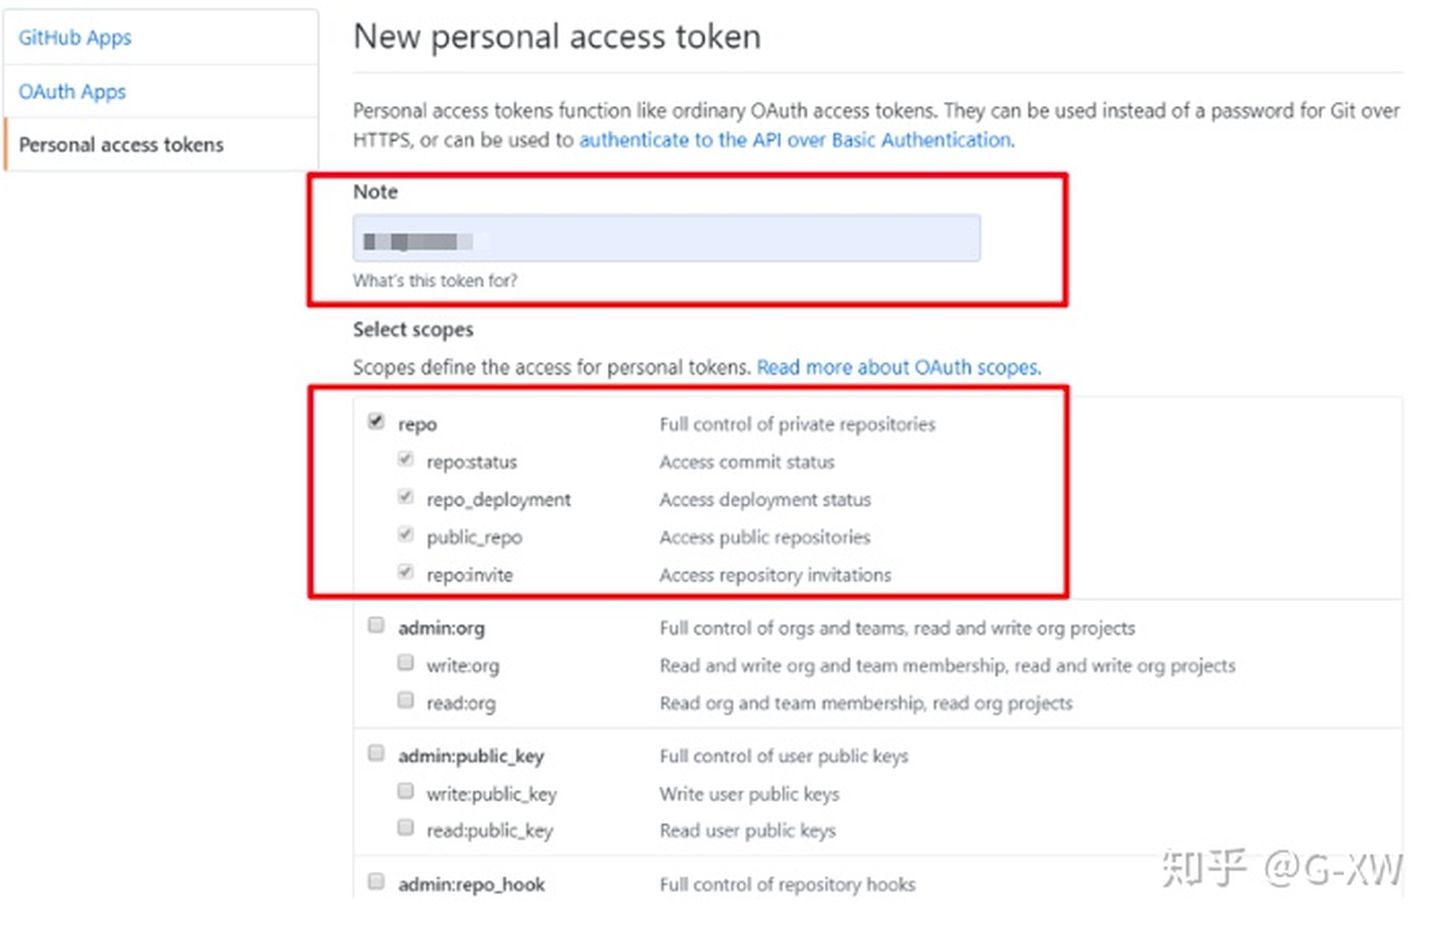 GitHub Apps
OAuth Apps
Personal access tokens
New personal access token
Personal access tokens function like ordinary OAuth access tokens. They can be used instead of a password for Git over
HTTPS, or can be used to authenticate to the API over Basic Authentication.
Note
What's this token for?
Select scopes
Scopes define the access for personal tokens. Read more about OAuth scopes.
repo Full control of private repositories
repo:status Access commit status
repo_deployment Access deployment status
public_repo Access public repositories
repo:invite Access repository invitations
admin:org Full control of orgs and teams, read and write org projects
write:org Read and write org and team membership, read and write org projects
read:org Read org and team membership, read org projects
admin:public_key Full control of user public keys
write:public_key Write user public keys
read:public_key Read user public keys
admin:repo_hook Full control of repository hooks
知乎 @G-XW